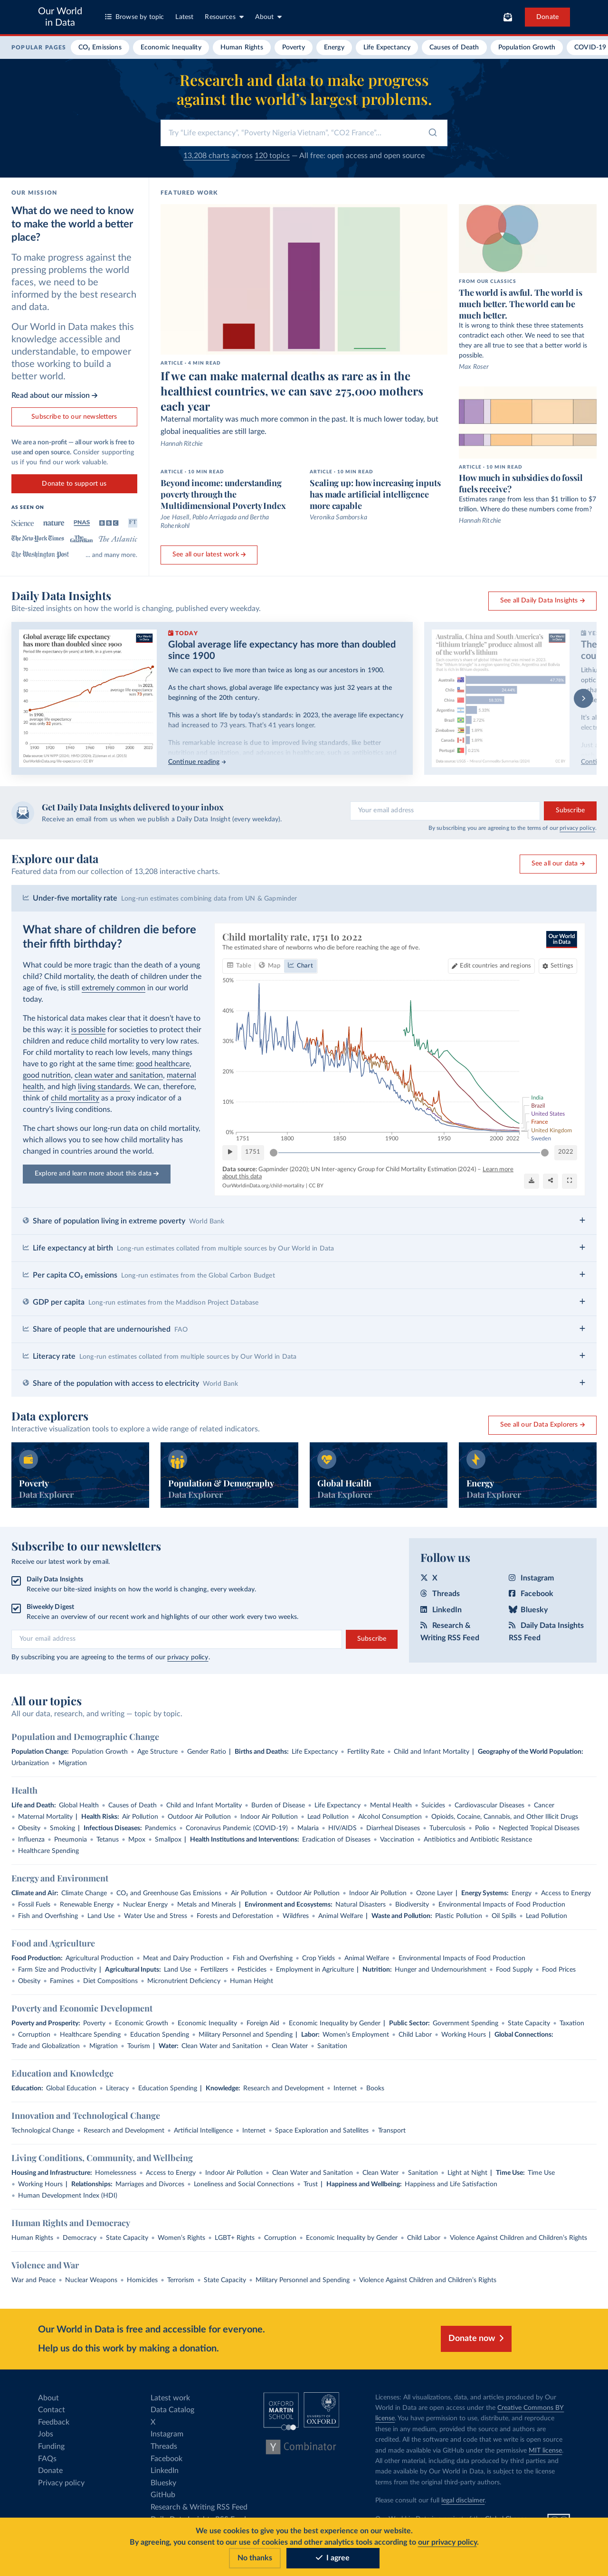 Our World
in Data
Browse by topic
Latest
Resources
About
Donate
POPULAR PAGES
CO₂ Emissions
Economic Inequality
Human Rights
Poverty
Energy
Life Expectancy
Causes of Death
Population Growth
COVID-19
Research and data to make progress
against the world's largest problems.
Try "Life expectancy", "Poverty Nigeria Vietnam", "CO2 France"...
13,208 charts across 120 topics — All free: open access and open source
OUR MISSION
What do we need to know
to make the world a better
place?
To make progress against the
pressing problems the world
faces, we need to be
informed by the best research
and data.
Our World in Data makes this
knowledge accessible and
understandable, to empower
those working to build a
better world.
Read about our mission →
Subscribe to our newsletters
We are a non-profit — all our work is free to
use and open source. Consider supporting
us if you find our work valuable.
Donate to support us
AS SEEN ON
Science nature PNAS BBC FT
The New York Times The Guardian The Atlantic
The Washington Post ... and many more.
FEATURED WORK
ARTICLE - 4 MIN READ
If we can make maternal deaths as rare as in the
healthiest countries, we can save 275,000 mothers
each year
Maternal mortality was much more common in the past. It is much lower today, but
global inequalities are still large.
Hannah Ritchie
ARTICLE - 10 MIN READ
Beyond income: understanding
poverty through the
Multidimensional Poverty Index
Joe Hasell, Pablo Arriagada and Bertha
Rohenkohl
ARTICLE - 10 MIN READ
Scaling up: how increasing inputs
has made artificial intelligence
more capable
Veronika Samborska
See all our latest work →
FROM OUR CLASSICS
The world is awful. The world is
much better. The world can be
much better.
It is wrong to think these three statements
contradict each other. We need to see that
they are all true to see that a better world is
possible.
Max Roser
ARTICLE - 10 MIN READ
How much in subsidies do fossil
fuels receive?
Estimates range from less than $1 trillion to $7
trillion. Where do these numbers come from?
Hannah Ritchie
Daily Data Insights
Bite-sized insights on how the world is changing, published every weekday.
See all Daily Data Insights →
Global average life expectancy
has more than doubled since 1900
TODAY
Global average life expectancy has more than doubled
since 1900
We can expect to live more than twice as long as our ancestors in 1900.
As the chart shows, global average life expectancy was just 32 years at the
beginning of the 20th century.
This was a short life by today's standards: in 2023, the average life expectancy
had increased to 73 years. That's 41 years longer.
This remarkable increase is due to improved living standards, like better
Continue reading →
Australia, China and South America's
"lithium triangle" produce almost all
of the world's lithium
Australia
Chile
China
Argentina
Brazil
Zimbabwe
Canada
Portugal
Get Daily Data Insights delivered to your inbox
Receive an email from us when we publish a Daily Data Insight (every weekday).
Your email address
Subscribe
By subscribing you are agreeing to the terms of our privacy policy.
Explore our data
Featured data from our collection of 13,208 interactive charts.
See all our data →
Under-five mortality rate Long-run estimates combining data from UN & Gapminder
What share of children die before
their fifth birthday?
What could be more tragic than the death of a young
child? Child mortality, the death of children under the
age of five, is still extremely common in our world
today.
The historical data makes clear that it doesn't have to
be this way: it is possible for societies to protect their
children and reduce child mortality to very low rates.
For child mortality to reach low levels, many things
have to go right at the same time: good healthcare,
good nutrition, clean water and sanitation, maternal
health, and high living standards. We can, therefore,
think of child mortality as a proxy indicator of a
country's living conditions.
The chart shows our long-run data on child mortality,
which allows you to see how child mortality has
changed in countries around the world.
Explore and learn more about this data →
Child mortality rate, 1751 to 2022
The estimated share of newborns who die before reaching the age of five.
Our World
in Data
Table Map Chart
Edit countries and regions
Settings
50%
40%
30%
20%
10%
0%
1751 1800 1850 1900 1950 2000 2022
India
Brazil
United States
France
United Kingdom
Sweden
1751
2022
Data source: Gapminder (2020); UN Inter-agency Group for Child Mortality Estimation (2024) – Learn more
about this data
OurWorldinData.org/child-mortality | CC BY
Share of population living in extreme poverty World Bank
Life expectancy at birth Long-run estimates collated from multiple sources by Our World in Data
Per capita CO₂ emissions Long-run estimates from the Global Carbon Budget
GDP per capita Long-run estimates from the Maddison Project Database
Share of people that are undernourished FAO
Literacy rate Long-run estimates collated from multiple sources by Our World in Data
Share of the population with access to electricity World Bank
Data explorers
Interactive visualization tools to explore a wide range of related indicators.
See all our Data Explorers →
Poverty
Data Explorer
Population & Demography
Data Explorer
Global Health
Data Explorer
Energy
Data Explorer
Subscribe to our newsletters
Receive our latest work by email.
Daily Data Insights
Receive our bite-sized insights on how the world is changing, every weekday.
Biweekly Digest
Receive an overview of our recent work and highlights of our other work every two weeks.
Your email address
Subscribe
By subscribing you are agreeing to the terms of our privacy policy.
Follow us
X
Instagram
Threads
Facebook
LinkedIn
Bluesky
Research &
Writing RSS Feed
Daily Data Insights
RSS Feed
All our topics
All our data, research, and writing — topic by topic.
Population and Demographic Change
Population Change: Population Growth • Age Structure • Gender Ratio | Births and Deaths: Life Expectancy • Fertility Rate • Child and Infant Mortality | Geography of the World Population:
Urbanization • Migration
Health
Life and Death: Global Health • Causes of Death • Child and Infant Mortality • Burden of Disease • Life Expectancy • Mental Health • Suicides • Cardiovascular Diseases • Cancer
• Maternal Mortality | Health Risks: Air Pollution • Outdoor Air Pollution • Indoor Air Pollution • Lead Pollution • Alcohol Consumption • Opioids, Cocaine, Cannabis, and Other Illicit Drugs
• Obesity • Smoking | Infectious Diseases: Pandemics • Coronavirus Pandemic (COVID-19) • Malaria • HIV/AIDS • Diarrheal Diseases • Tuberculosis • Polio • Neglected Tropical Diseases
• Influenza • Pneumonia • Tetanus • Mpox • Smallpox | Health Institutions and Interventions: Eradication of Diseases • Vaccination • Antibiotics and Antibiotic Resistance
• Healthcare Spending
Energy and Environment
Climate and Air: Climate Change • CO₂ and Greenhouse Gas Emissions • Air Pollution • Outdoor Air Pollution • Indoor Air Pollution • Ozone Layer | Energy Systems: Energy • Access to Energy
• Fossil Fuels • Renewable Energy • Nuclear Energy • Metals and Minerals | Environment and Ecosystems: Natural Disasters • Biodiversity • Environmental Impacts of Food Production
• Fish and Overfishing • Land Use • Water Use and Stress • Forests and Deforestation • Wildfires • Animal Welfare | Waste and Pollution: Plastic Pollution • Oil Spills • Lead Pollution
Food and Agriculture
Food Production: Agricultural Production • Meat and Dairy Production • Fish and Overfishing • Crop Yields • Animal Welfare • Environmental Impacts of Food Production
• Farm Size and Productivity | Agricultural Inputs: Land Use • Fertilizers • Pesticides • Employment in Agriculture | Nutrition: Hunger and Undernourishment • Food Supply • Food Prices
• Obesity • Famines • Diet Compositions • Micronutrient Deficiency • Human Height
Poverty and Economic Development
Poverty and Prosperity: Poverty • Economic Growth • Economic Inequality • Foreign Aid • Economic Inequality by Gender | Public Sector: Government Spending • State Capacity • Taxation
• Corruption • Healthcare Spending • Education Spending • Military Personnel and Spending | Labor: Women's Employment • Child Labor • Working Hours | Global Connections:
Trade and Globalization • Migration • Tourism | Water: Clean Water and Sanitation • Clean Water • Sanitation
Education and Knowledge
Education: Global Education • Literacy • Education Spending | Knowledge: Research and Development • Internet • Books
Innovation and Technological Change
Technological Change • Research and Development • Artificial Intelligence • Internet • Space Exploration and Satellites • Transport
Living Conditions, Community, and Wellbeing
Housing and Infrastructure: Homelessness • Access to Energy • Indoor Air Pollution • Clean Water and Sanitation • Clean Water • Sanitation • Light at Night | Time Use: Time Use
• Working Hours | Relationships: Marriages and Divorces • Loneliness and Social Connections • Trust | Happiness and Wellbeing: Happiness and Life Satisfaction
• Human Development Index (HDI)
Human Rights and Democracy
Human Rights • Democracy • State Capacity • Women's Rights • LGBT+ Rights • Corruption • Economic Inequality by Gender • Child Labor • Violence Against Children and Children's Rights
Violence and War
War and Peace • Nuclear Weapons • Homicides • Terrorism • State Capacity • Military Personnel and Spending • Violence Against Children and Children's Rights
Our World in Data is free and accessible for everyone.
Help us do this work by making a donation.
Donate now
About
Contact
Feedback
Jobs
Funding
FAQs
Donate
Privacy policy
Latest work
Data Catalog
X
Instagram
Threads
Facebook
LinkedIn
Bluesky
GitHub
Research & Writing RSS Feed
OXFORD
MARTIN
SCHOOL
UNIVERSITY OF
OXFORD
Y Combinator
Licenses: All visualizations, data, and articles produced by Our
World in Data are open access under the Creative Commons BY
license. You have permission to use, distribute, and reproduce
these in any medium, provided the source and authors are
credited. All the software and code that we write is open source
and made available via GitHub under the permissive MIT license.
All other material, including data produced by third parties and
made available by Our World in Data, is subject to the license
terms from the original third-party authors.
Please consult our full legal disclaimer.
We use cookies to give you the best experience on our website.
By agreeing, you consent to our use of cookies and other analytics tools according to our privacy policy.
No thanks
I agree